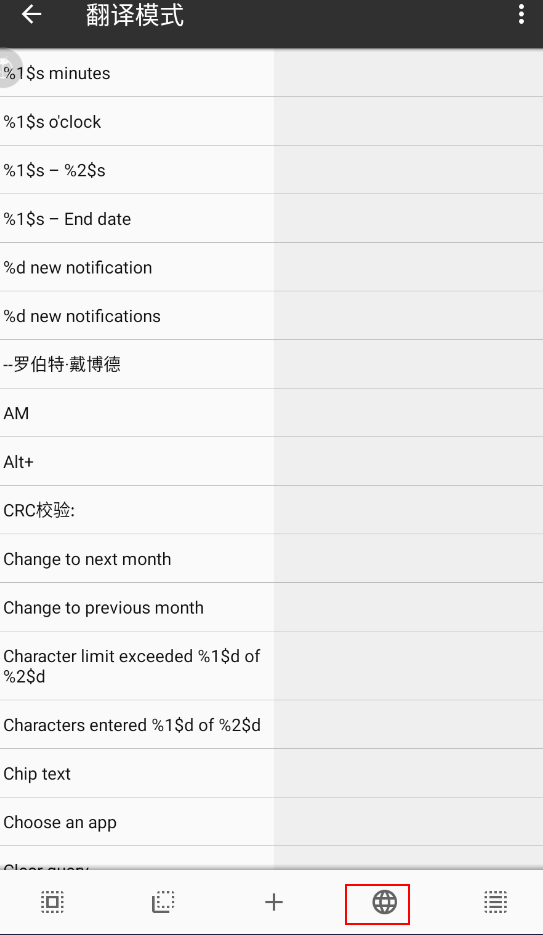 翻译模式
%1$s minutes
%1$s o'clock
%1$s – %2$s
%1$s – End date
%d new notification
%d new notifications
--罗伯特·戴博德
AM
Alt+
CRC校验:
Change to next month
Change to previous month
Character limit exceeded %1$d of
%2$d
Characters entered %1$d of %2$d
Chip text
Choose an app
Clear query